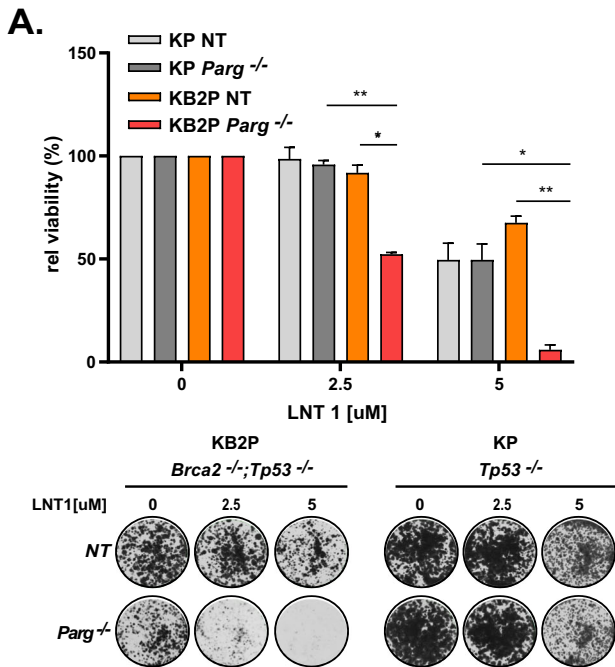 A.
KP NT
KP Parg -/-
KB2P NT
KB2P Parg -/-
150
100
50
0
rel viability (%)
**
*
*
**
0 2.5 5
LNT 1 [uM]
KB2P KP
Brca2 -/-;Tp53 -/- Tp53 -/-
LNT1[uM] 0 2.5 5 0 2.5 5
NT
Parg-/-